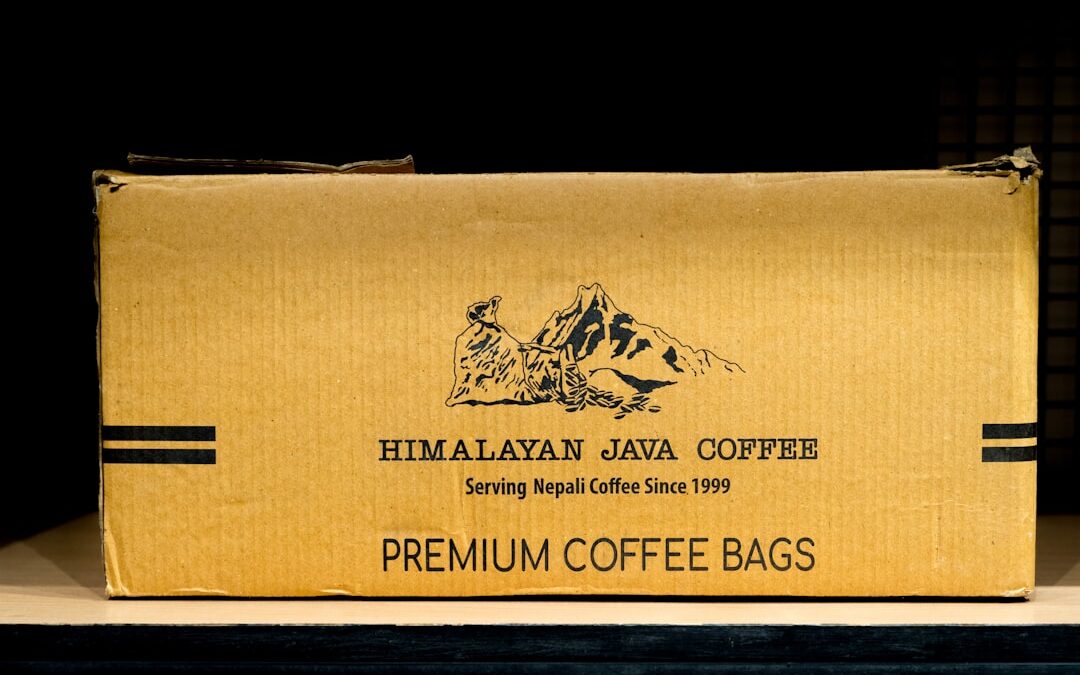 HIMALAYAN JAVA COFFEE
Serving Nepali Coffee Since 1999
PREMIUM COFFEE BAGS